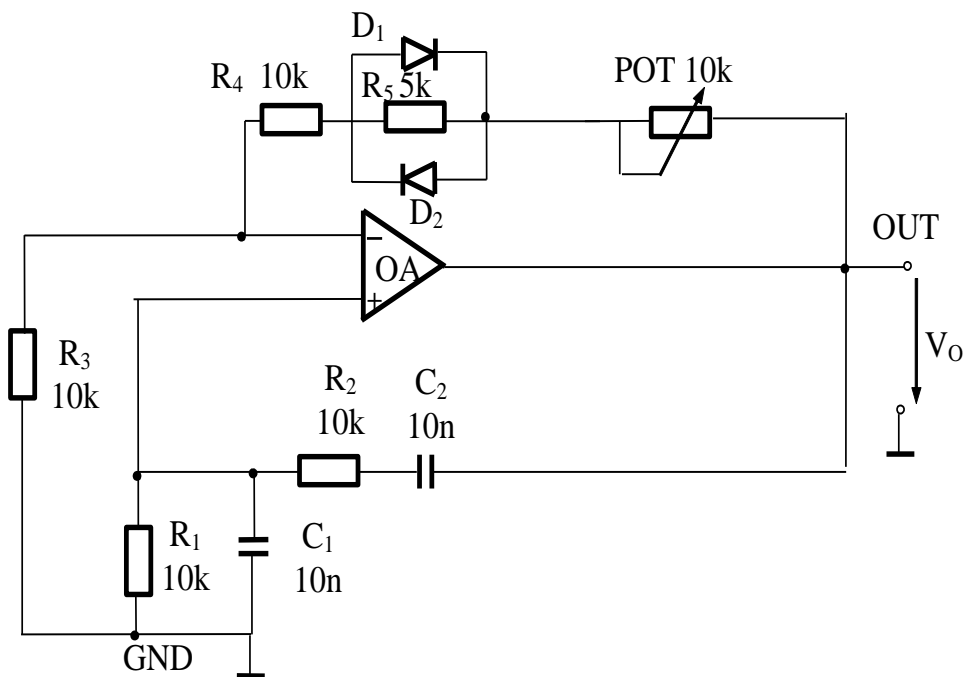 D₁
R₄ 10k
R₅ 5k
POT 10k
D₂
OUT
−
OA
+
V₀
R₃
10k
R₂
10k
C₂
10n
R₁
10k
C₁
10n
GND